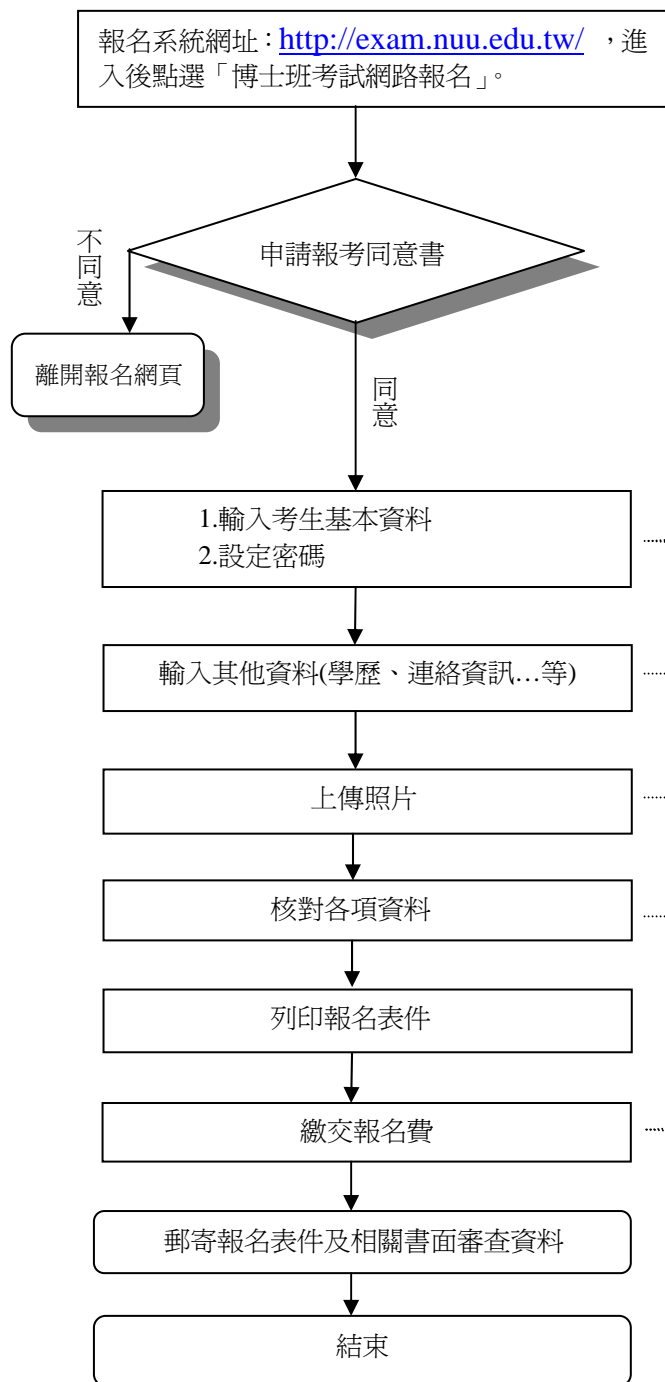 報名系統網址：http://exam.nuu.edu.tw/ ，進
入後點選「博士班考試網路報名」。
申請報考同意書
不同意
離開報名網頁
同意
1.輸入考生基本資料
2.設定密碼
輸入其他資料(學歷、連絡資訊…等)
上傳照片
核對各項資料
列印報名表件
繳交報名費
郵寄報名表件及相關書面審查資料
結束